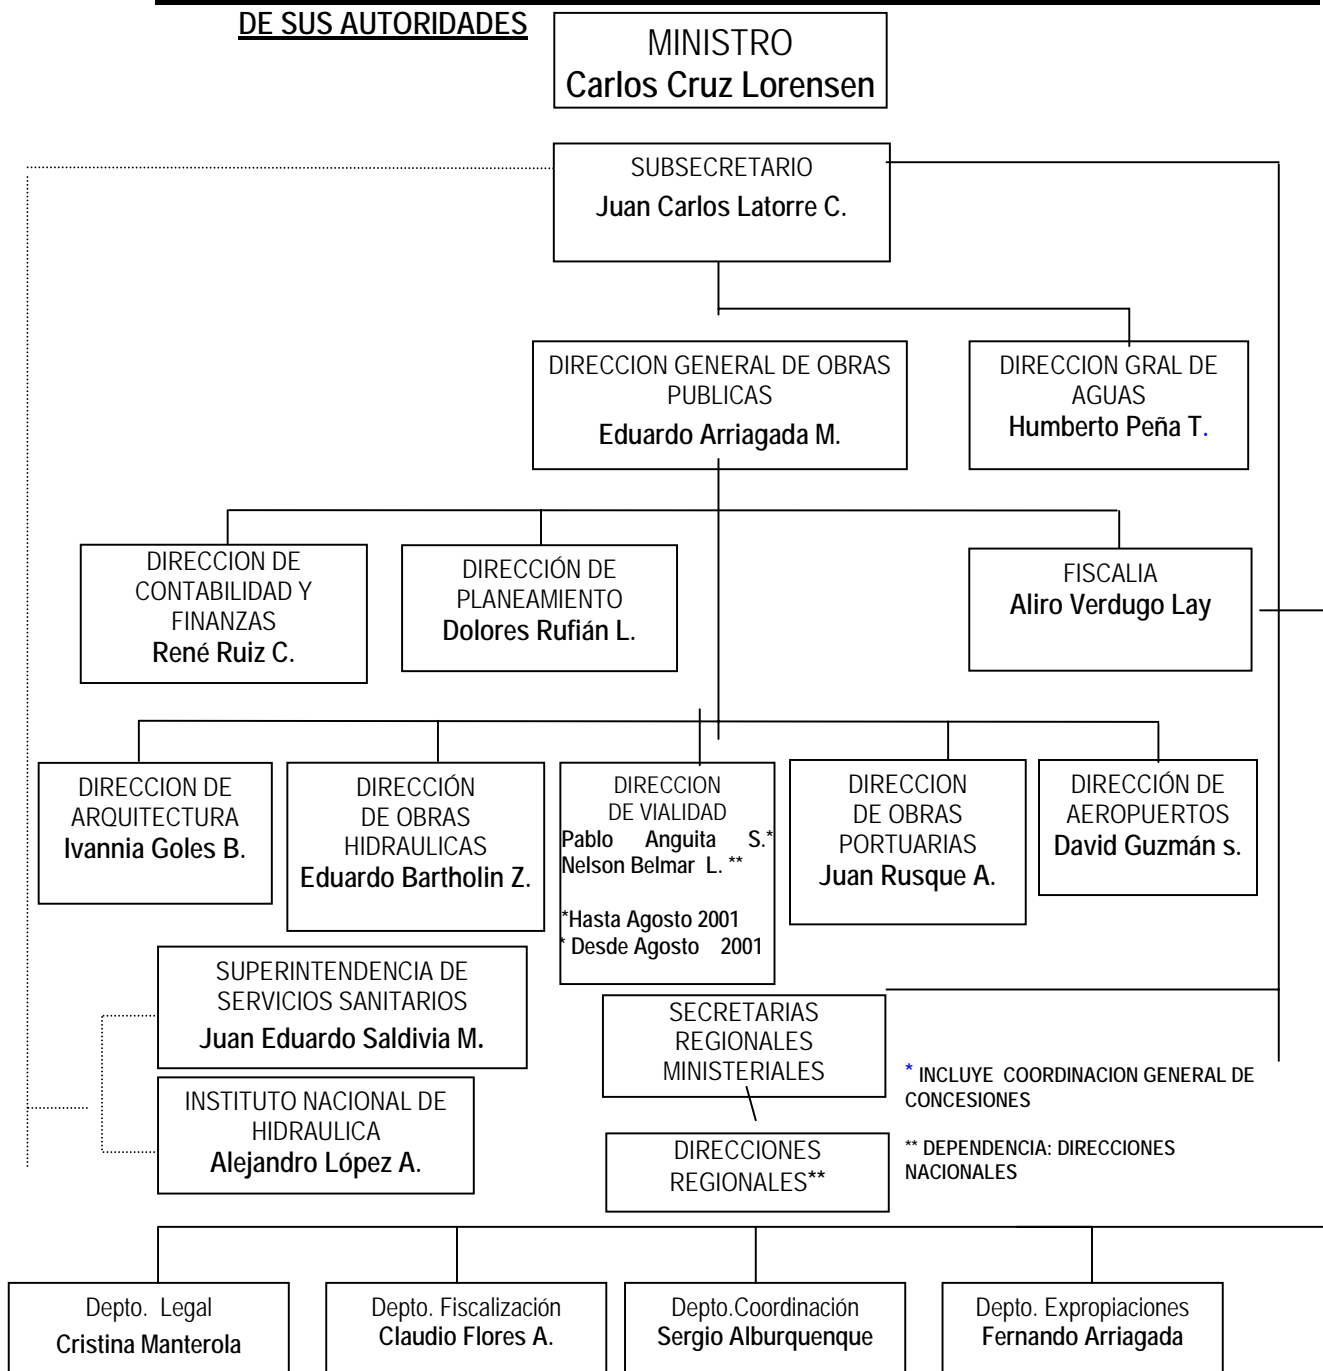 DE SUS AUTORIDADES
MINISTRO
Carlos Cruz Lorensen
SUBSECRETARIO
Juan Carlos Latorre C.
DIRECCION GENERAL DE OBRAS
PUBLICAS
Eduardo Arriagada M.
DIRECCION GRAL DE
AGUAS
Humberto Peña T.
DIRECCION DE
CONTABILIDAD Y
FINANZAS
René Ruiz C.
DIRECCIÓN DE
PLANEAMIENTO
Dolores Rufián L.
FISCALIA
Aliro Verdugo Lay
DIRECCION DE
ARQUITECTURA
Ivannia Goles B.
DIRECCIÓN
DE OBRAS
HIDRAULICAS
Eduardo Bartholin Z.
DIRECCION
DE VIALIDAD
Pablo Anguita S.*
Nelson Belmar L. **
*Hasta Agosto 2001
* Desde Agosto 2001
DIRECCION
DE OBRAS
PORTUARIAS
Juan Rusque A.
DIRECCIÓN DE
AEROPUERTOS
David Guzmán s.
SUPERINTENDENCIA DE
SERVICIOS SANITARIOS
Juan Eduardo Saldivia M.
INSTITUTO NACIONAL DE
HIDRAULICA
Alejandro López A.
SECRETARIAS
REGIONALES
MINISTERIALES
DIRECCIONES
REGIONALES**
* INCLUYE COORDINACION GENERAL DE
CONCESIONES
** DEPENDENCIA: DIRECCIONES
NACIONALES
Depto. Legal
Cristina Manterola
Depto. Fiscalización
Claudio Flores A.
Depto.Coordinación
Sergio Alburquenque
Depto. Expropiaciones
Fernando Arriagada